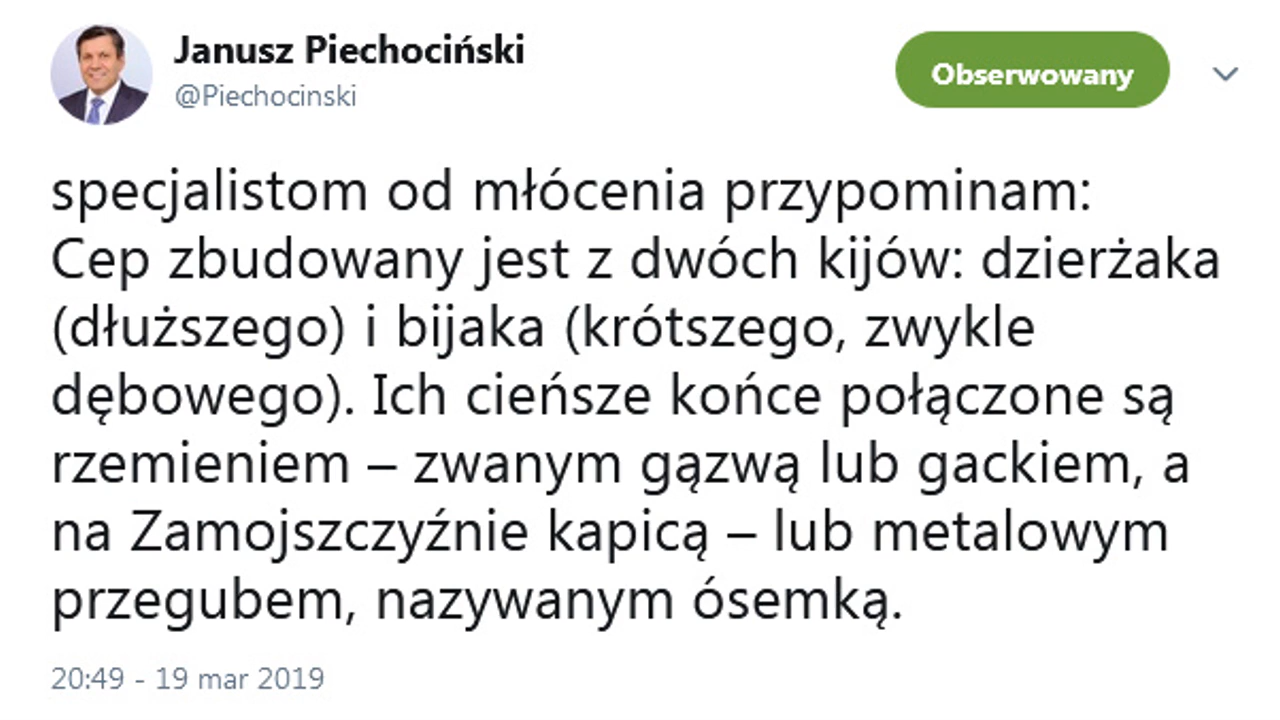 Janusz Piechociński
@Piechocinski
Obserwowany
specjalistom od młócenia przypominam:
Cep zbudowany jest z dwóch kijów: dzierżaka
(dłuższego) i bijaka (krótszego, zwykle
dębowego). Ich cieńsze końce połączone są
rzemieniem – zwanym gązwą lub gackiem, a
na Zamojszczyźnie kapicą – lub metalowym
przegubem, nazywanym ósemką.
20:49 - 19 mar 2019